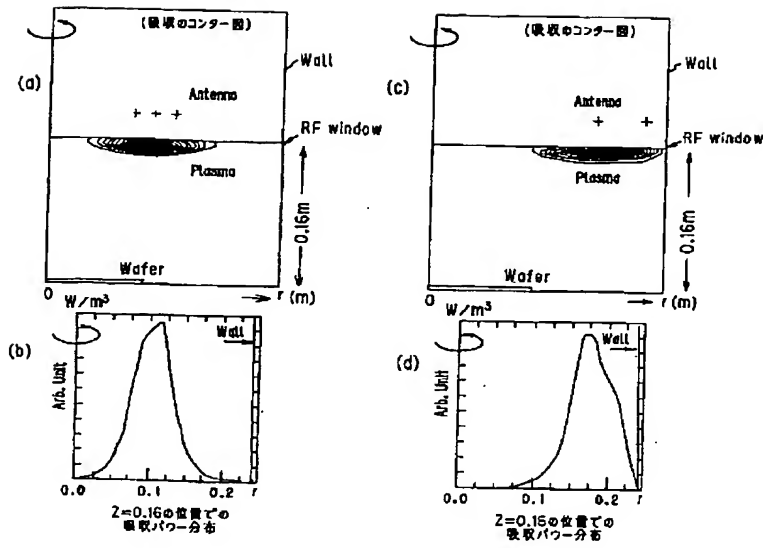 (a)
(吸収のコンター図)
Wall
Antenna
RF window
Plasma
0.16m
Wafer
0
r (m)
(b)
W/m³
Wall
Arb. Unit
0.0 0.1 0.2 r
Z=0.16の位置での
吸収パワー分布
(c)
(吸収のコンター図)
Wall
Antenna
RF window
Plasma
0.16m
Wafer
0
r (m)
(d)
W/m³
Wall
Arb. Unit
0.0 0.1 0.2 r
Z=0.16の位置での
吸収パワー分布